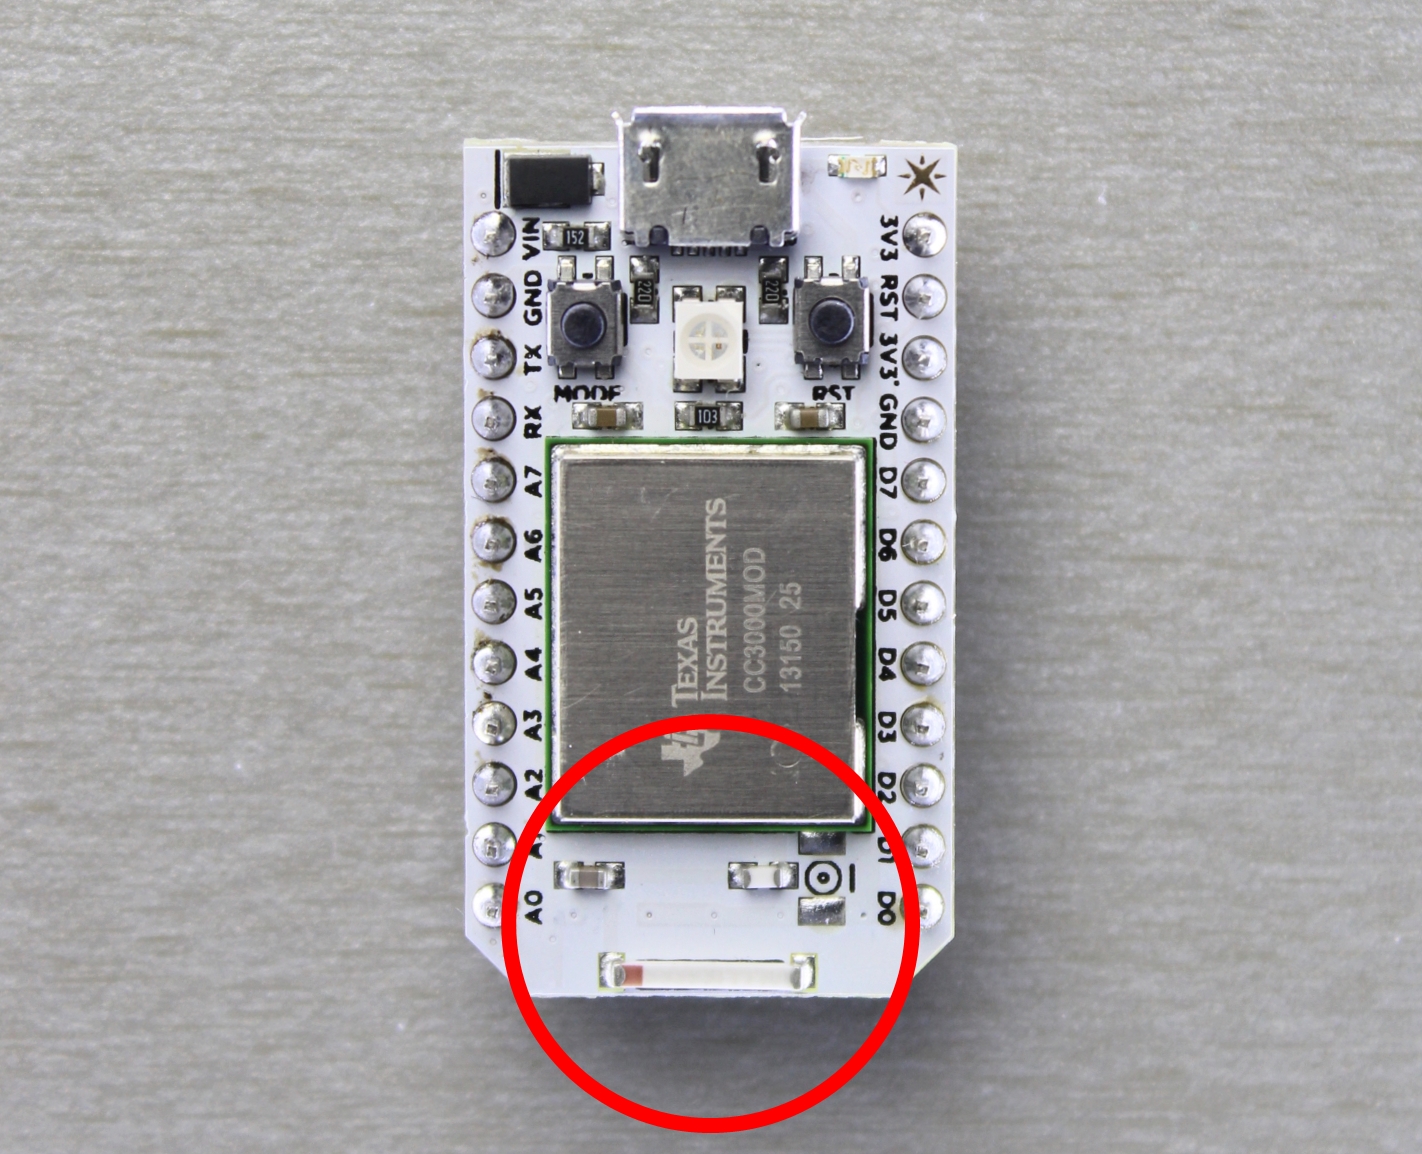 VIN
GND
TX
RX
A7
A6
A5
A4
A3
A2
A0
152
220
220
MODE
RST
103
TEXAS
INSTRUMENTS
CC3000MOD
13150 25
3V3
RST
3V3*
GND
D7
D6
D5
D4
D3
D2
D1
D0